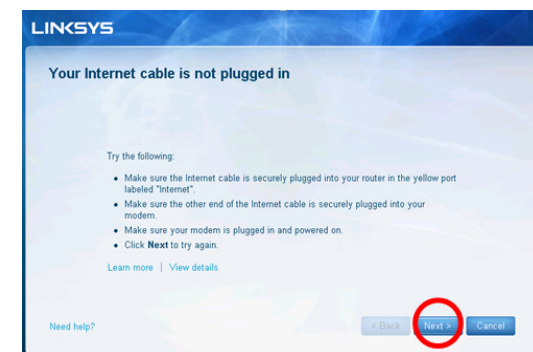 LINKSYS
Your Internet cable is not plugged in
Try the following:
• Make sure the Internet cable is securely plugged into your router in the yellow port
labeled "Internet".
• Make sure the other end of the Internet cable is securely plugged into your
modem.
• Make sure your modem is plugged in and powered on.
• Click Next to try again.
Learn more | View details
Need help? < Back Next > Cancel